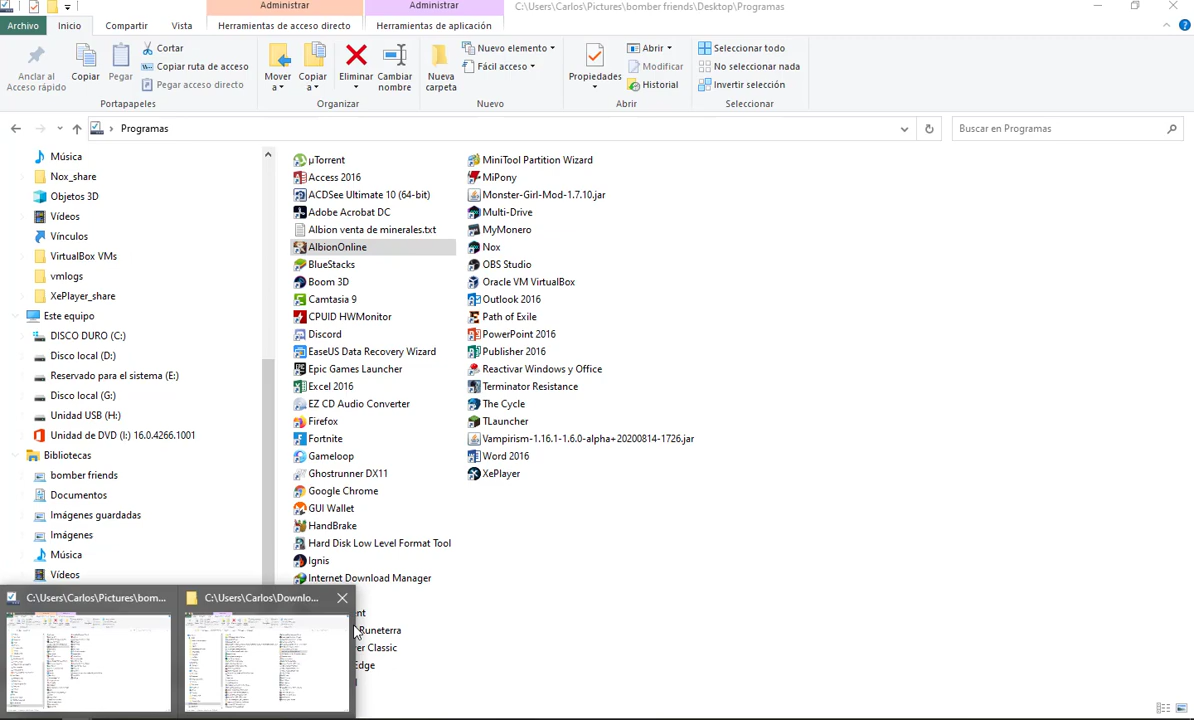 Administrar Administrar C:\Users\Carlos\Pictures\bomber friends\Desktop\Programas
Archivo Inicio Compartir Vista Herramientas de acceso directo Herramientas de aplicación
Anclar al Acceso rápido
Copiar
Pegar
Cortar
Copiar ruta de acceso
Pegar acceso directo
Portapapeles
Mover a
Copiar a
Eliminar
Cambiar nombre
Organizar
Nueva carpeta
Nuevo elemento
Fácil acceso
Nuevo
Propiedades
Abrir
Modificar
Historial
Abrir
Seleccionar todo
No seleccionar nada
Invertir selección
Seleccionar
Programas
Buscar en Programas
Música
Nox_share
Objetos 3D
Vídeos
Vínculos
VirtualBox VMs
vmlogs
XePlayer_share
Este equipo
DISCO DURO (C:)
Disco local (D:)
Reservado para el sistema (E:)
Disco local (G:)
Unidad USB (H:)
Unidad de DVD (I:) 16.0.4266.1001
Bibliotecas
bomber friends
Documentos
Imágenes guardadas
Imágenes
Música
Vídeos
µTorrent
Access 2016
ACDSee Ultimate 10 (64-bit)
Adobe Acrobat DC
Albion venta de minerales.txt
AlbionOnline
BlueStacks
Boom 3D
Camtasia 9
CPUID HWMonitor
Discord
EaseUS Data Recovery Wizard
Epic Games Launcher
Excel 2016
EZ CD Audio Converter
Firefox
Fortnite
Gameloop
Ghostrunner DX11
Google Chrome
GUI Wallet
HandBrake
Hard Disk Low Level Format Tool
Ignis
Internet Download Manager
Runeterra
Classic
Edge
MiniTool Partition Wizard
MiPony
Monster-Girl-Mod-1.7.10.jar
Multi-Drive
MyMonero
Nox
OBS Studio
Oracle VM VirtualBox
Outlook 2016
Path of Exile
PowerPoint 2016
Publisher 2016
Reactivar Windows y Office
Terminator Resistance
The Cycle
TLauncher
Vampirism-1.16.1-1.6.0-alpha+20200814-1726.jar
Word 2016
XePlayer
C:\Users\Carlos\Pictures\bom...
C:\Users\Carlos\Downlo...